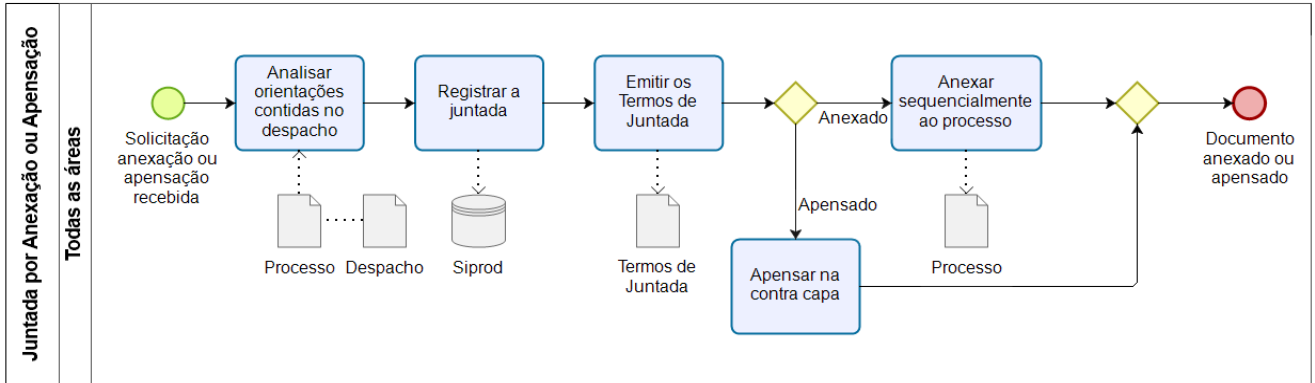 Juntada por Anexação ou Apensação
Todas as áreas
Solicitação
anexação ou
apensação
recebida
Analisar
orientações
contidas no
despacho
Processo
Despacho
Registrar a
juntada
Siprod
Emitir os
Termos de
Juntada
Termos de
Juntada
Anexado
Apensado
Anexar
sequencialmente
ao processo
Processo
Apensar na
contra capa
Documento
anexado ou
apensado